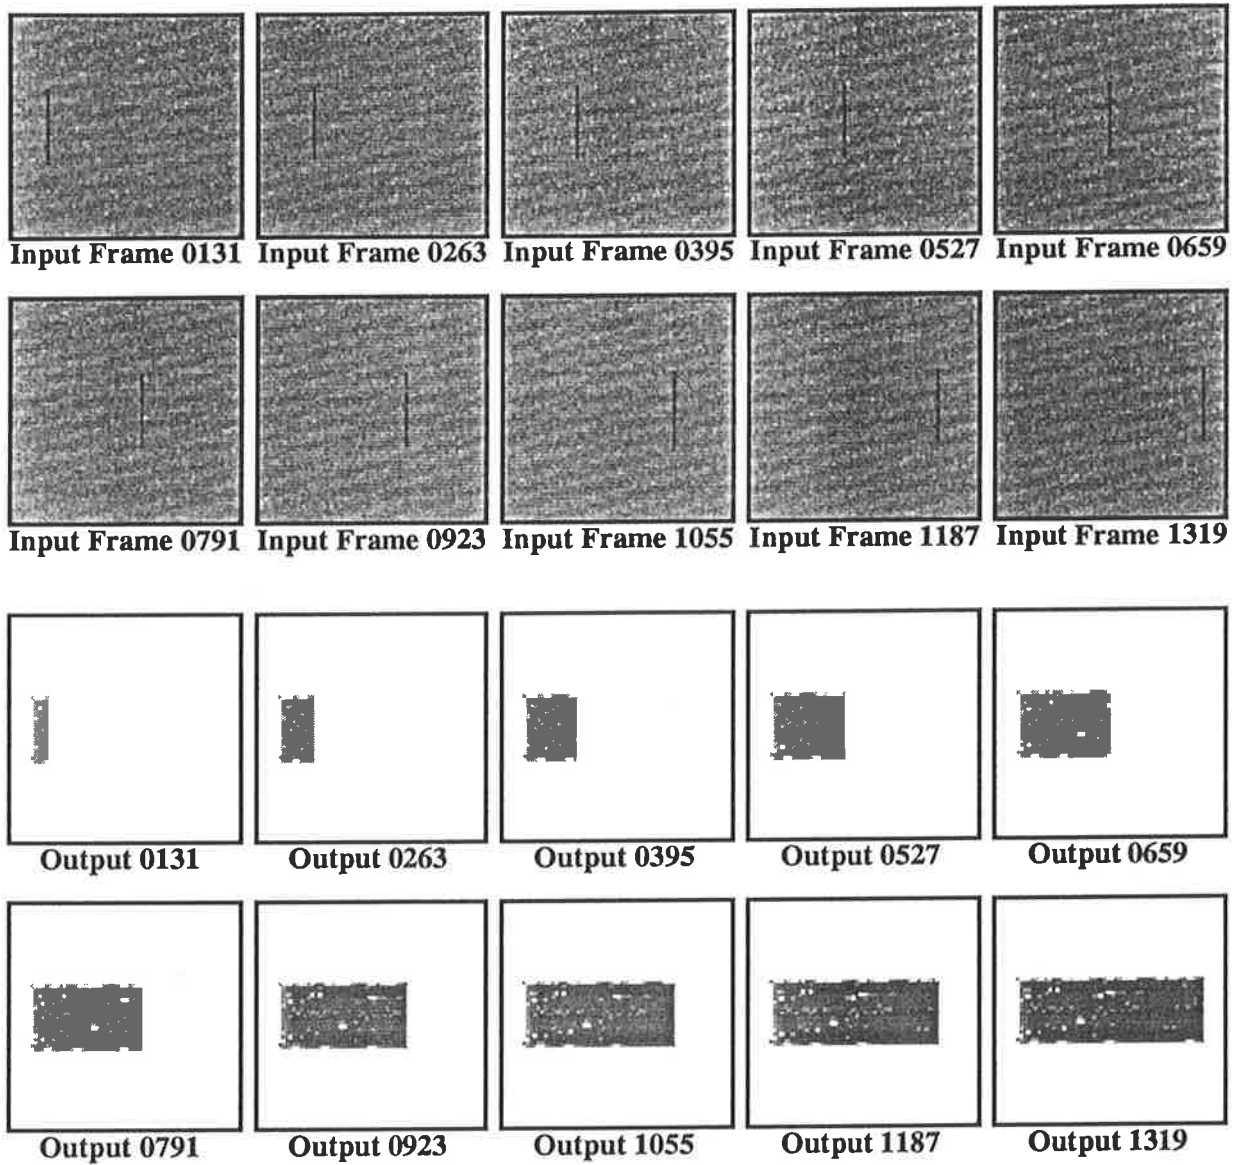 Input Frame 0131 Input Frame 0263 Input Frame 0395 Input Frame 0527 Input Frame 0659
Input Frame 0791 Input Frame 0923 Input Frame 1055 Input Frame 1187 Input Frame 1319
Output 0131 Output 0263 Output 0395 Output 0527 Output 0659
Output 0791 Output 0923 Output 1055 Output 1187 Output 1319